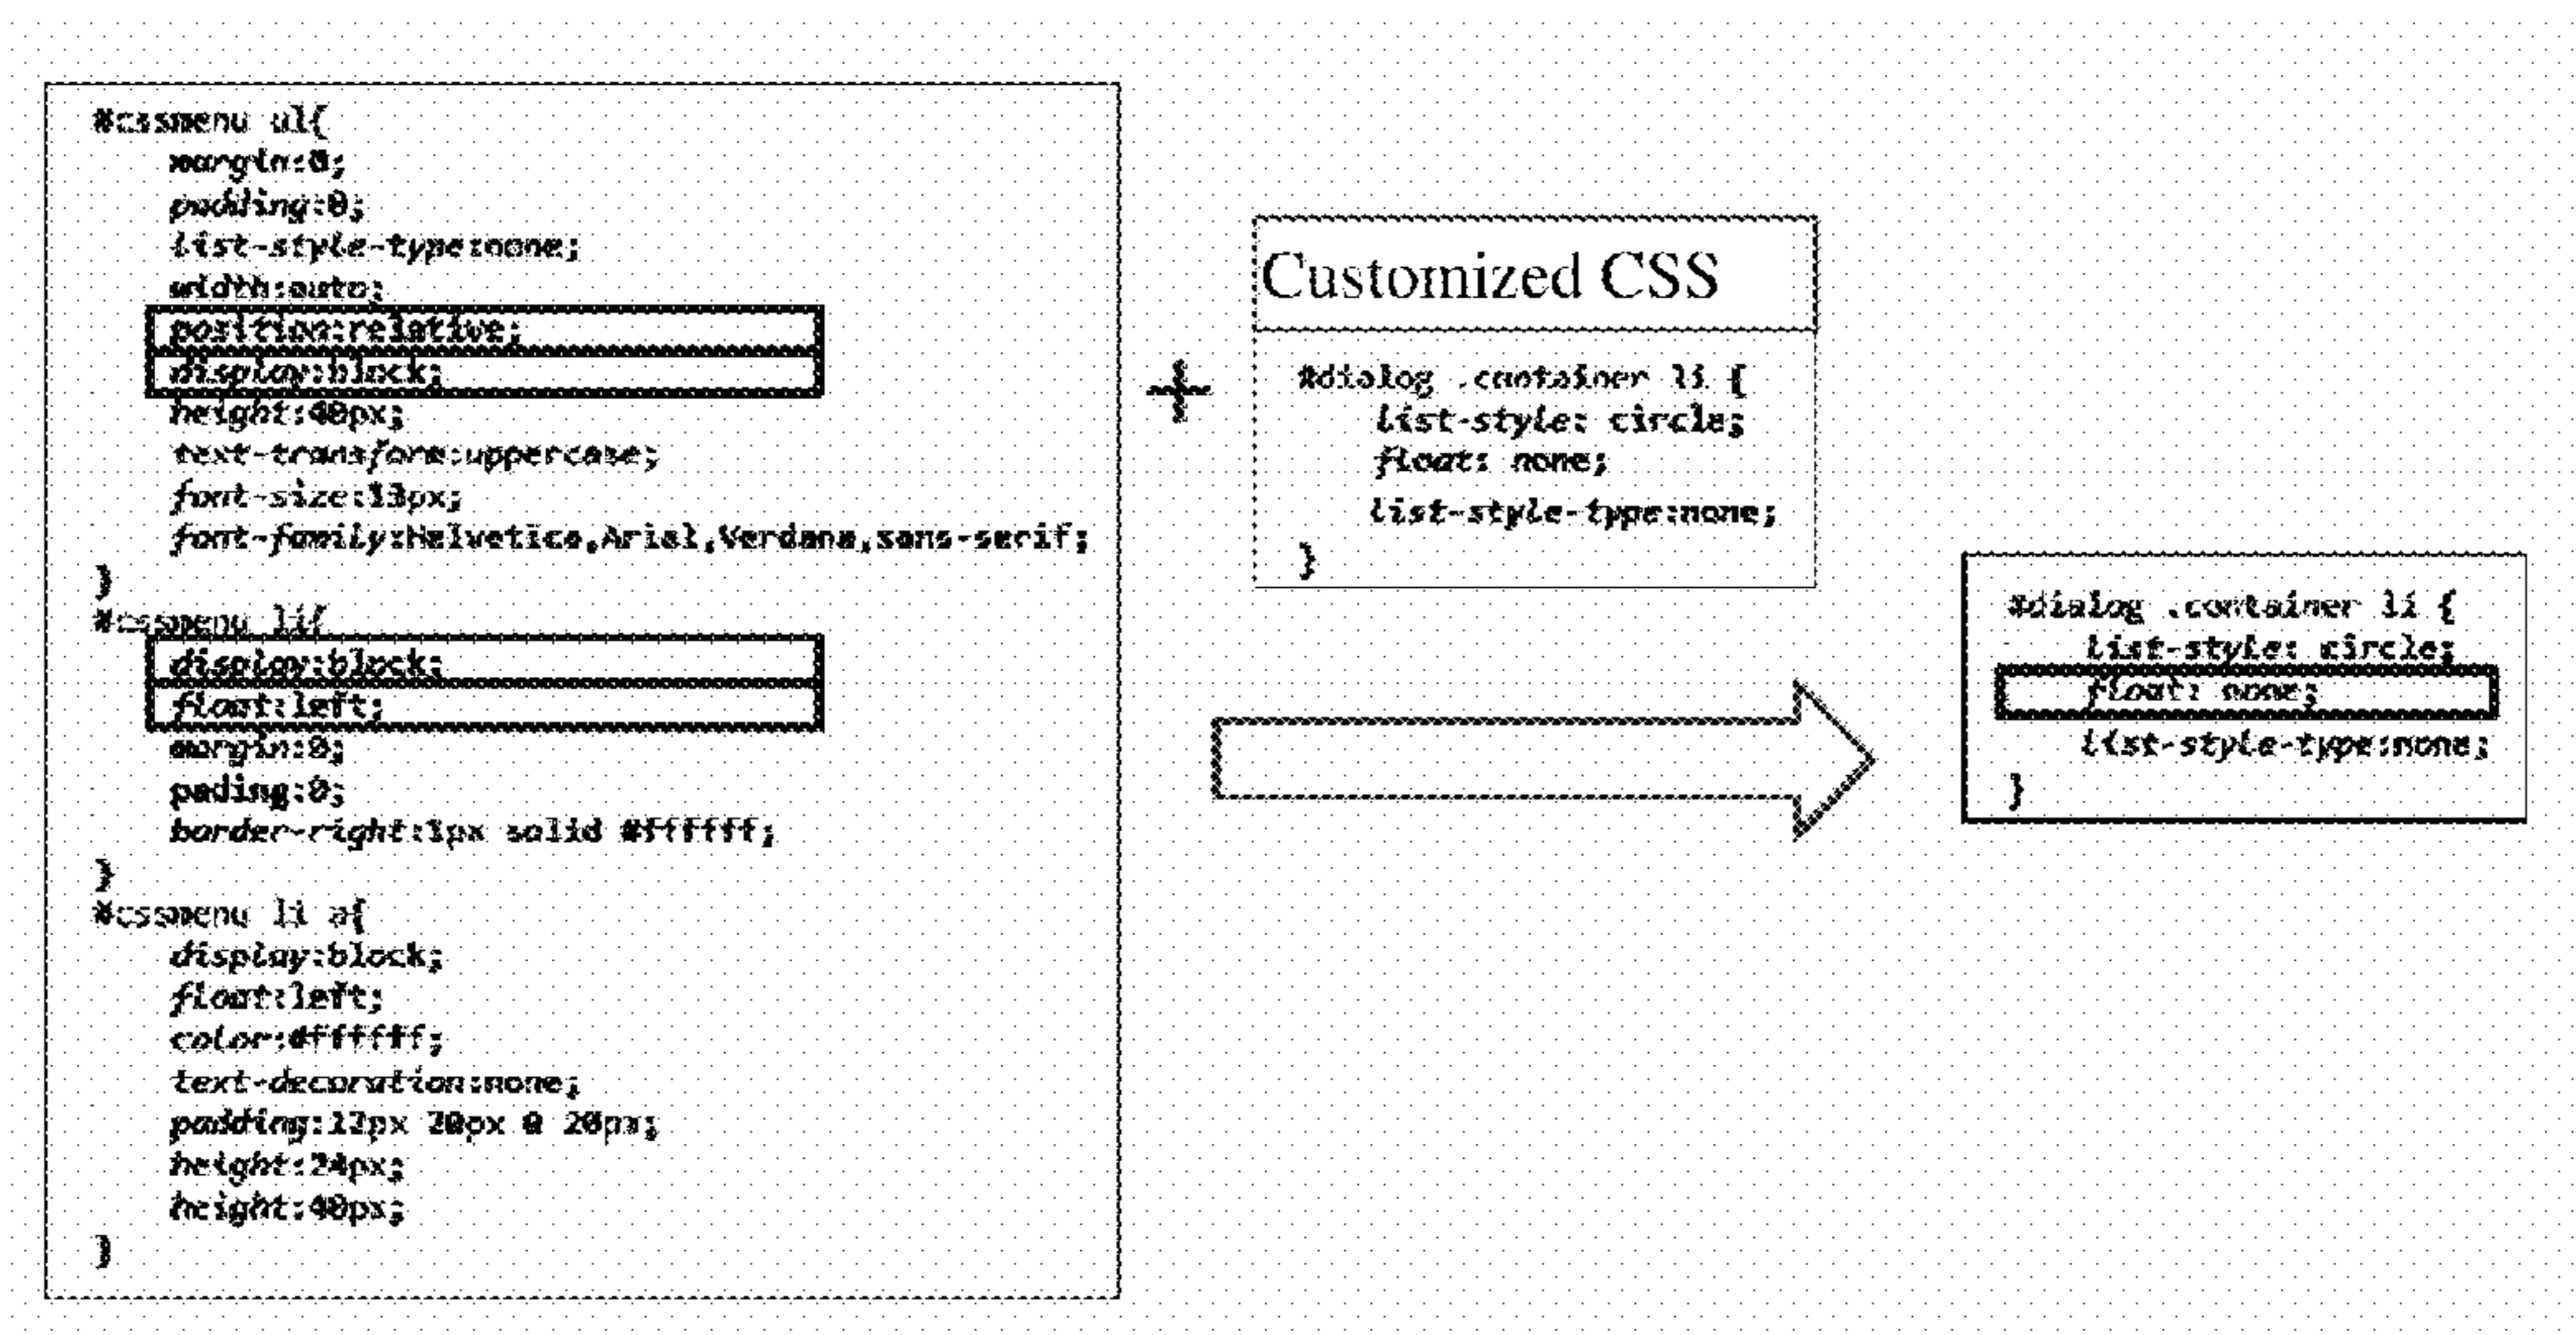 #cssmenu ul{
margin:0;
padding:0;
list-style-type:none;
width:auto;
position:relative;
display:block;
height:40px;
text-transform:uppercase;
font-size:13px;
font-family:Helvetica,Arial,Verdana,sans-serif;
}
#cssmenu li{
display:block;
float:left;
margin:0;
pading:0;
border-right:1px solid #ffffff;
}
#cssmenu li a{
display:block;
float:left;
color:#ffffff;
text-decoration:none;
padding:12px 20px 0 20px;
height:24px;
height:40px;
}
+
Customized CSS
#dialog .container li {
list-style: circle;
float: none;
list-style-type:none;
}
#dialog .container li {
list-style: circle;
float: none;
list-style-type:none;
}